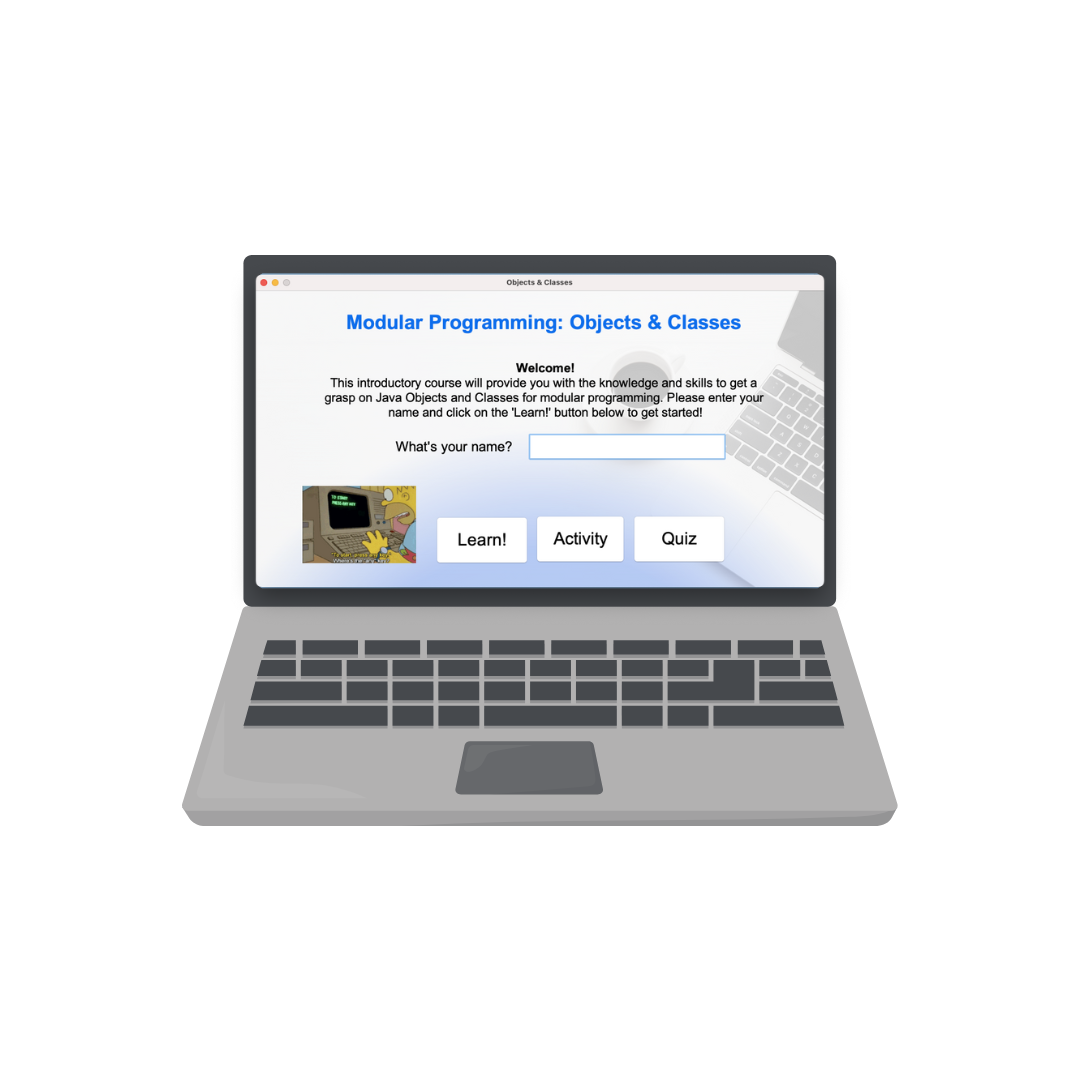 Objects & Classes
Modular Programming: Objects & Classes
Welcome!
This introductory course will provide you with the knowledge and skills to get a
grasp on Java Objects and Classes for modular programming. Please enter your
name and click on the 'Learn!' button below to get started!
What's your name?
TO START
PRESS ANY KEY
Learn!
Activity
Quiz